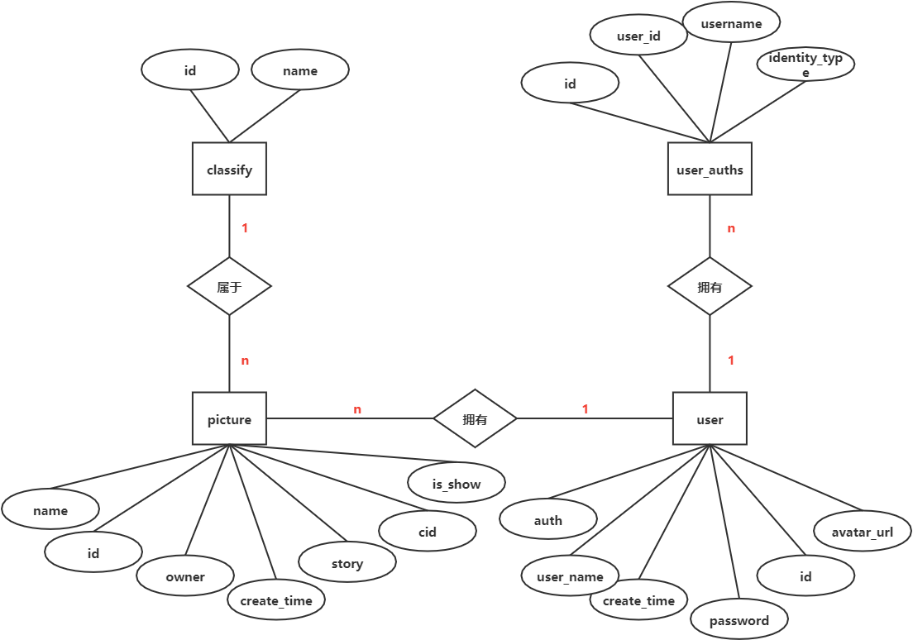 username
user_id
identity_typ
e
id
name
id
classify
user_auths
1
n
属于
拥有
n
1
picture
n
拥有
1
user
is_show
name
cid
auth
avatar_url
id
story
owner
user_name
id
create_time
create_time
password